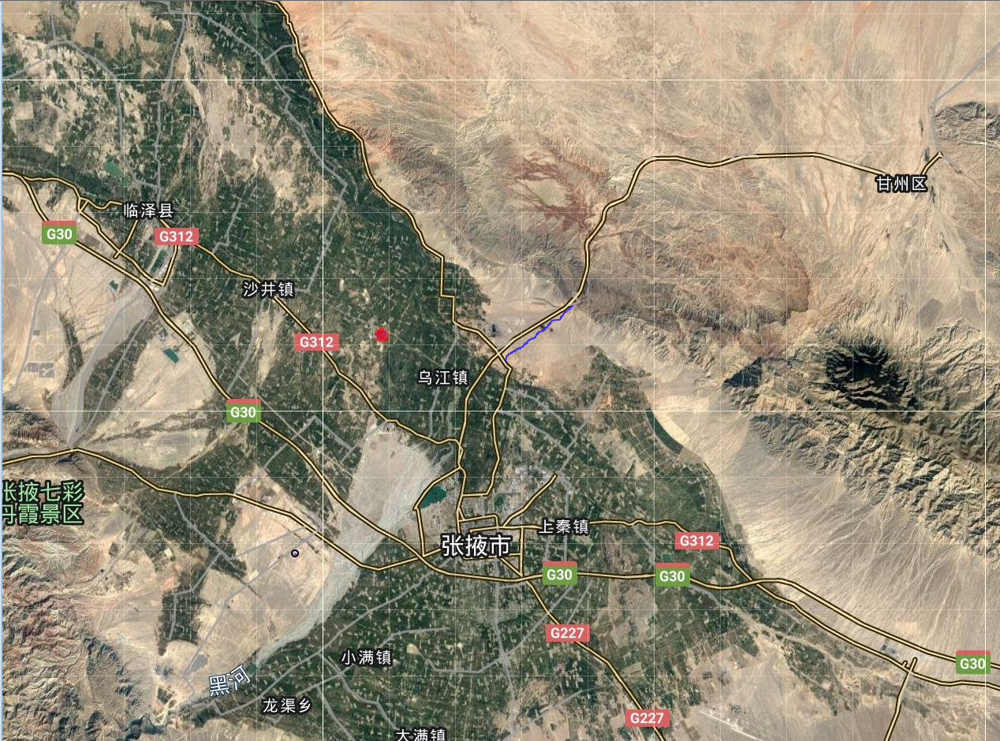 甘州区
临泽县
G30
G312
沙井镇
G312
乌江镇
G30
张掖七彩
丹霞景区
上秦镇
张掖市
G312
G30
G30
G227
小满镇
G30
黑河
龙渠乡
G227
大满镇